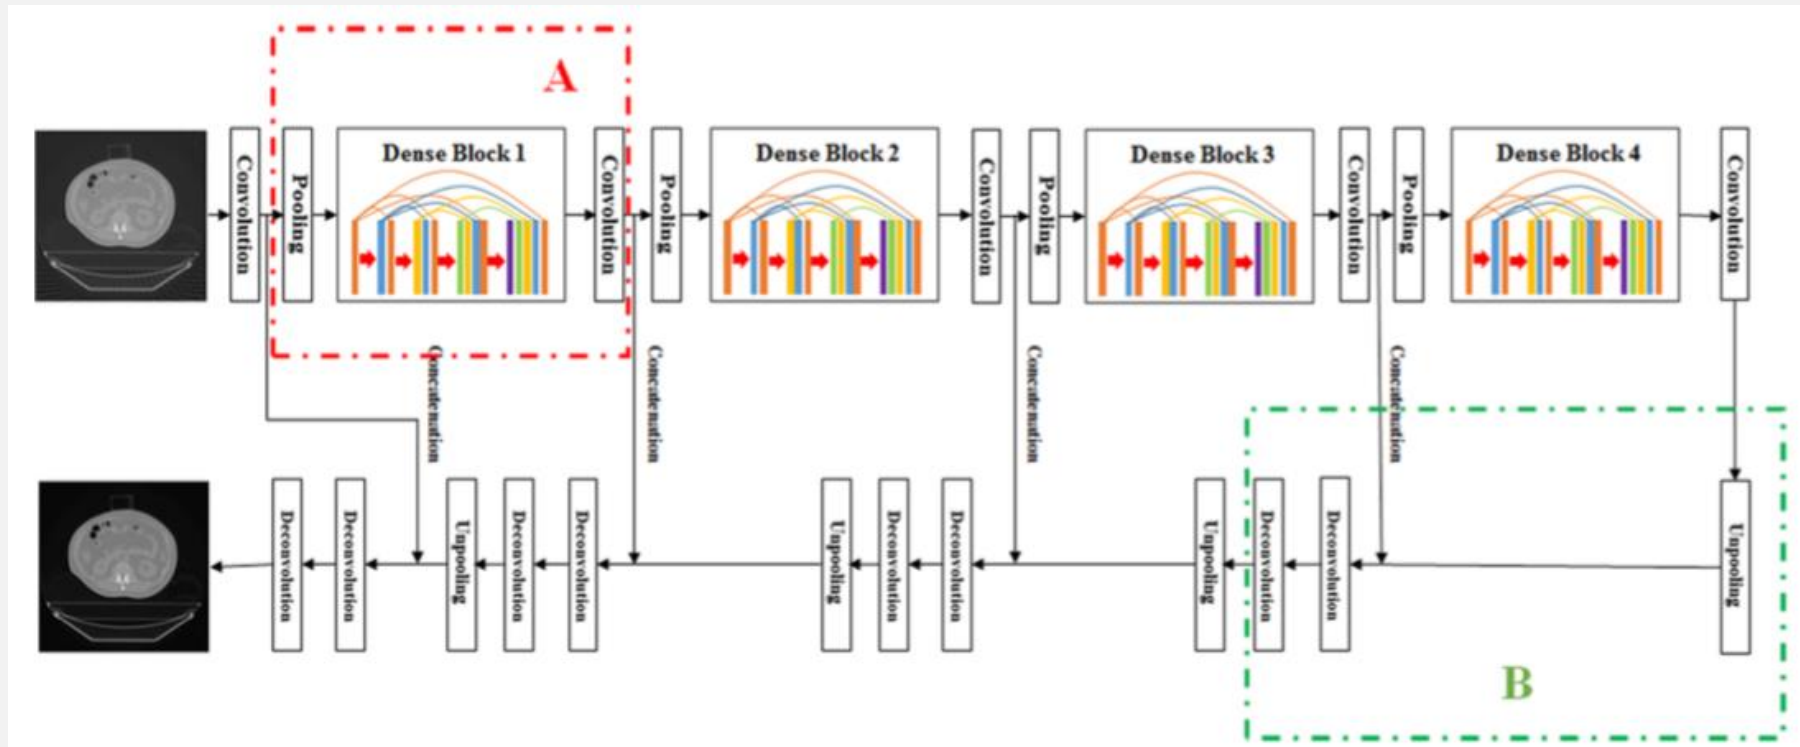 A
Convolution
Pooling
Dense Block 1
Convolution
Pooling
Dense Block 2
Convolution
Pooling
Dense Block 3
Convolution
Pooling
Dense Block 4
Convolution
Concatenation
Concatenation
Concatenation
Concatenation
Deconvolution
Deconvolution
Unpooling
Deconvolution
Deconvolution
Unpooling
Deconvolution
Deconvolution
Unpooling
Deconvolution
Deconvolution
Unpooling
B